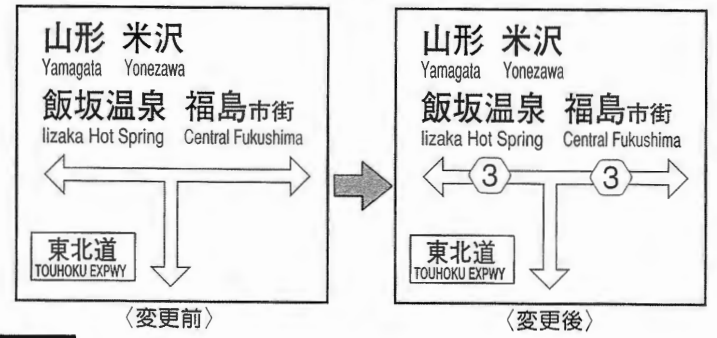 山形 米沢
Yamagata Yonezawa
飯坂温泉 福島市街
Iizaka Hot Spring Central Fukushima
東北道
TOUHOKU EXPWY
〈変更前〉
山形 米沢
Yamagata Yonezawa
飯坂温泉 福島市街
Iizaka Hot Spring Central Fukushima
3 3
東北道
TOUHOKU EXPWY
〈変更後〉